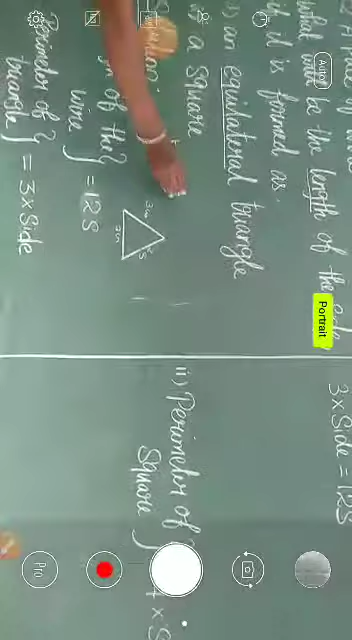 A Piece of wire
what will be the length of the side
if it is formed as
i) an equilateral triangle
ii) a square
of the
wire } = 12 S
Perimeter of }
triangle } = 3 x Side
3 x Side = 12 S
ii) Perimeter of }
Square
4 x S
Auto
Portrait
Pro